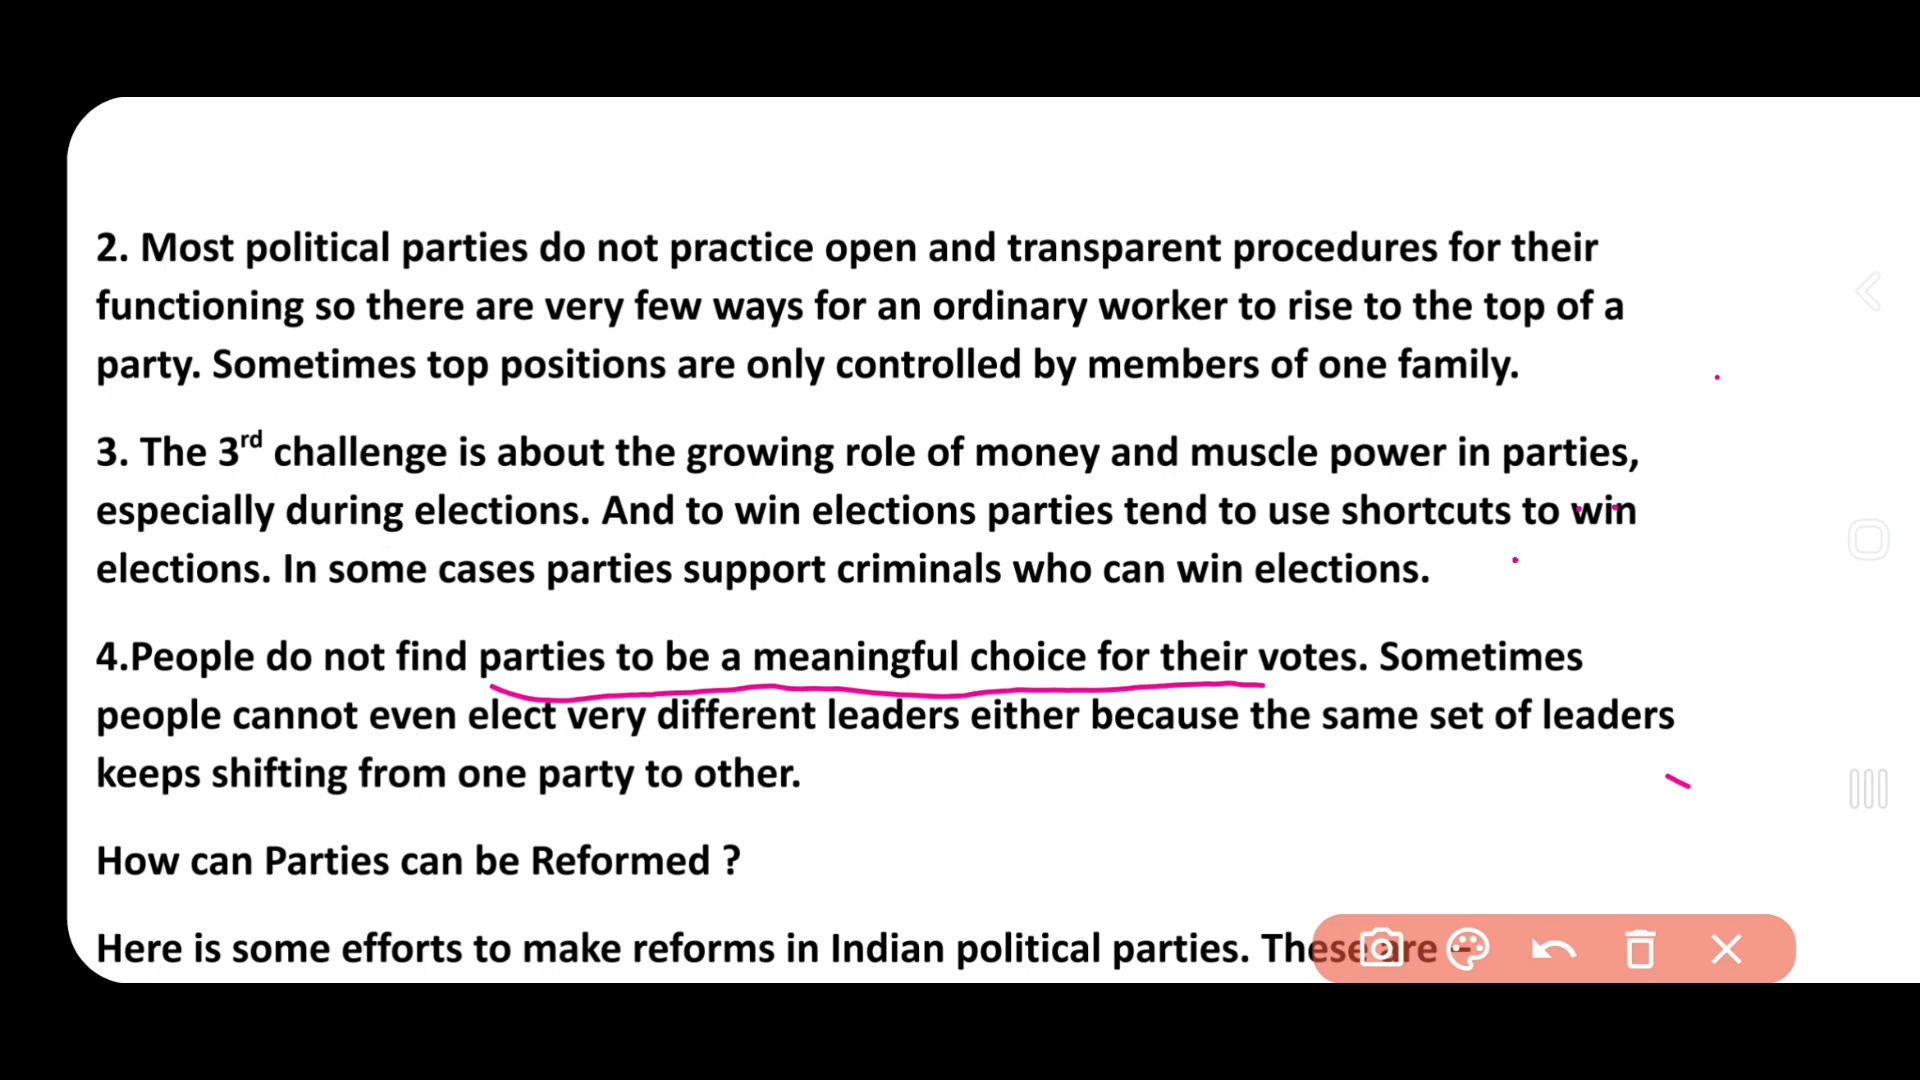 2. Most political parties do not practice open and transparent procedures for their
functioning so there are very few ways for an ordinary worker to rise to the top of a
party. Sometimes top positions are only controlled by members of one family.
3. The 3rd challenge is about the growing role of money and muscle power in parties,
especially during elections. And to win elections parties tend to use shortcuts to win
elections. In some cases parties support criminals who can win elections.
4.People do not find parties to be a meaningful choice for their votes. Sometimes
people cannot even elect very different leaders either because the same set of leaders
keeps shifting from one party to other.
How can Parties can be Reformed ?
Here is some efforts to make reforms in Indian political parties. These are -